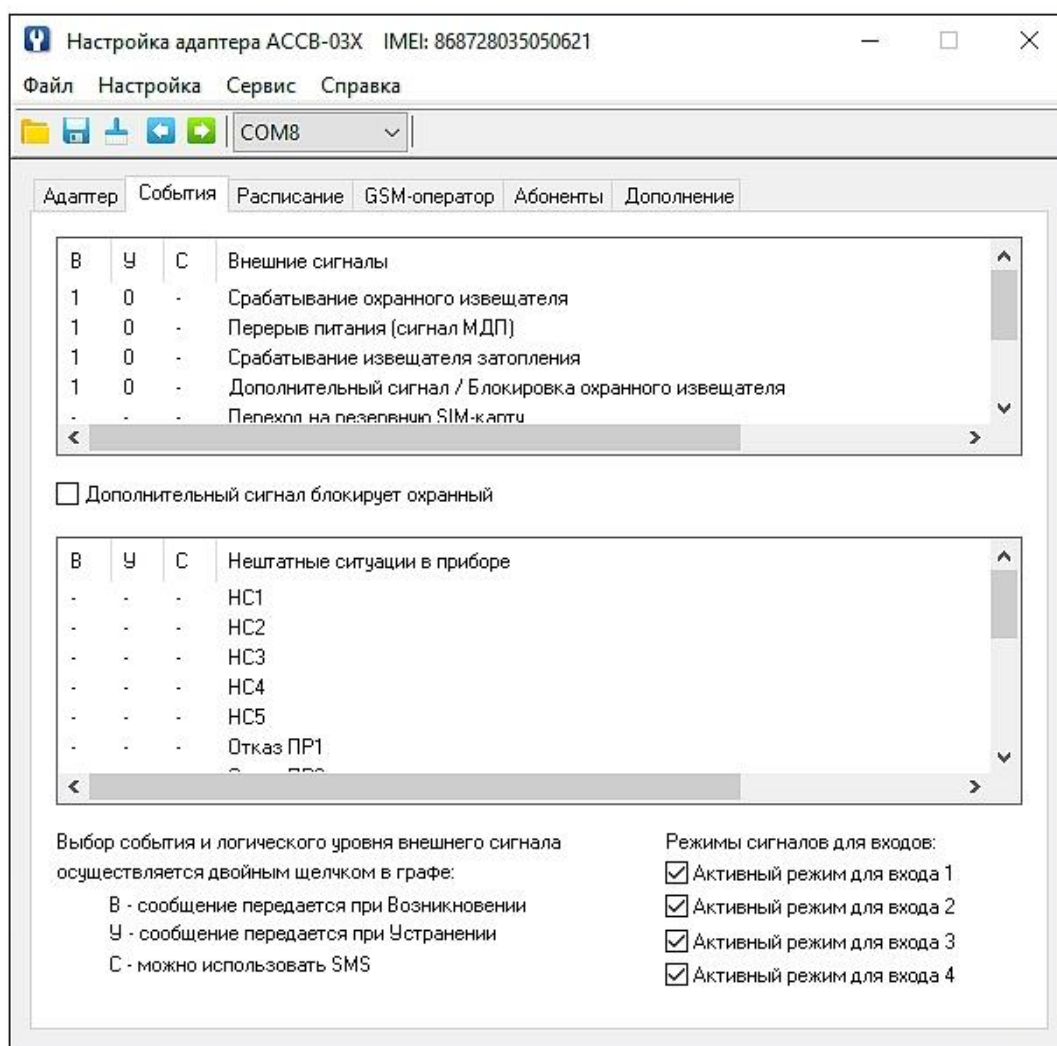 Настройка адаптера АССВ-03X IMEI: 868728035050621
Файл Настройка Сервис Справка
COM8
Адаптер События Расписание GSM-оператор Абоненты Дополнение
В У С Внешние сигналы
1 0 - Срабатывание охранного извещателя
1 0 - Перерыв питания (сигнал МДП)
1 0 - Срабатывание извещателя затопления
1 0 - Дополнительный сигнал / Блокировка охранного извещателя
- - - Переход на резервную SIM-карту
Дополнительный сигнал блокирует охранный
В У С Нештатные ситуации в приборе
- - - НС1
- - - НС2
- - - НС3
- - - НС4
- - - НС5
- - - Отказ ПР1
Выбор события и логического уровня внешнего сигнала
осуществляется двойным щелчком в графе:
В - сообщение передается при Возникновении
У - сообщение передается при Устранении
С - можно использовать SMS
Режимы сигналов для входов:
Активный режим для входа 1
Активный режим для входа 2
Активный режим для входа 3
Активный режим для входа 4